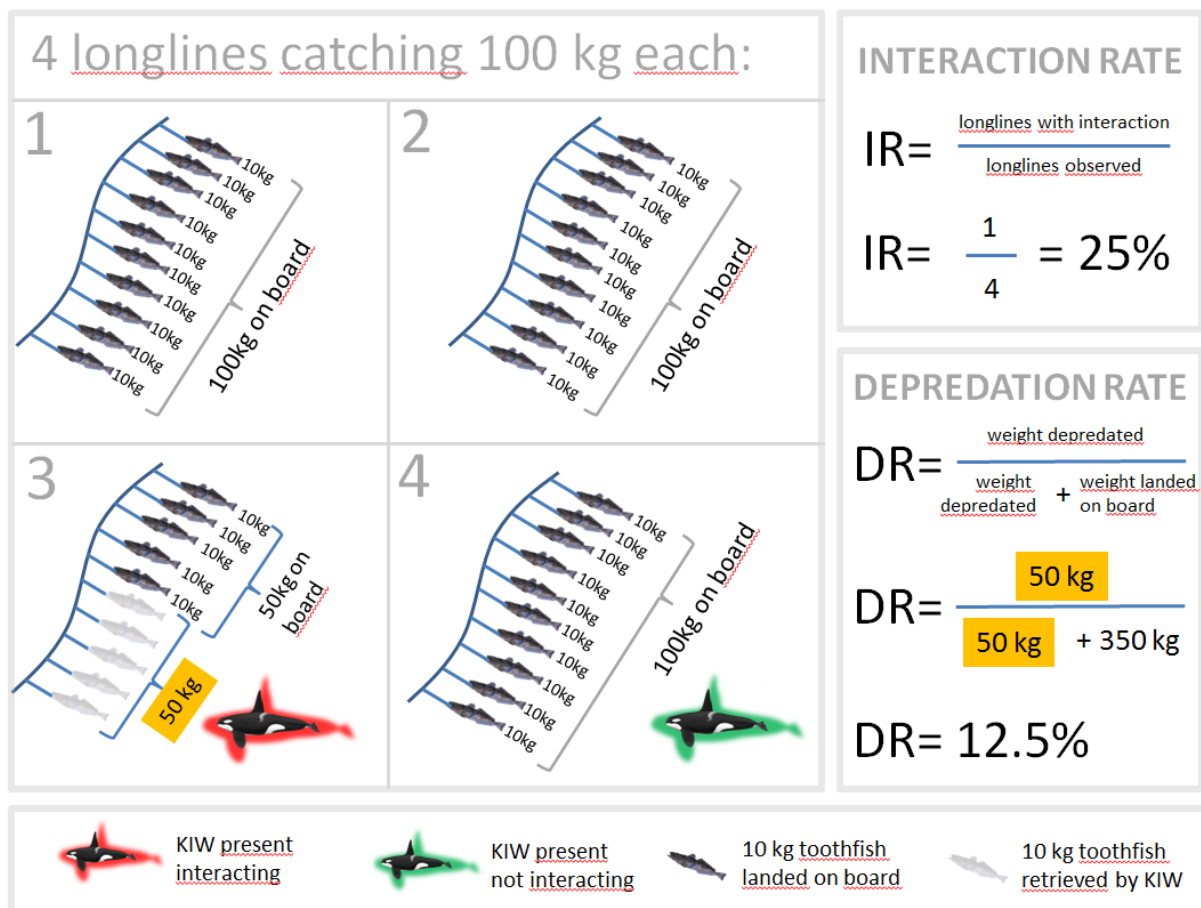 4 longlines catching 100 kg each:
1
10kg
10kg
10kg
10kg
10kg
10kg
10kg
10kg
10kg
10kg
100kg on board
2
10kg
10kg
10kg
10kg
10kg
10kg
10kg
10kg
10kg
10kg
100kg on board
3
10kg
10kg
10kg
10kg
10kg
50kg on
board
50 kg
4
10kg
10kg
10kg
10kg
10kg
10kg
10kg
10kg
10kg
10kg
100kg on board
INTERACTION RATE
IR= longlines with interaction
longlines observed
IR= 1
4
= 25%
DEPREDATION RATE
DR= weight depredated
weight depredated + weight landed on board
DR= 50 kg
50 kg + 350 kg
DR= 12.5%
KIW present
interacting
KIW present
not interacting
10 kg toothfish
landed on board
10 kg toothfish
retrieved by KIW